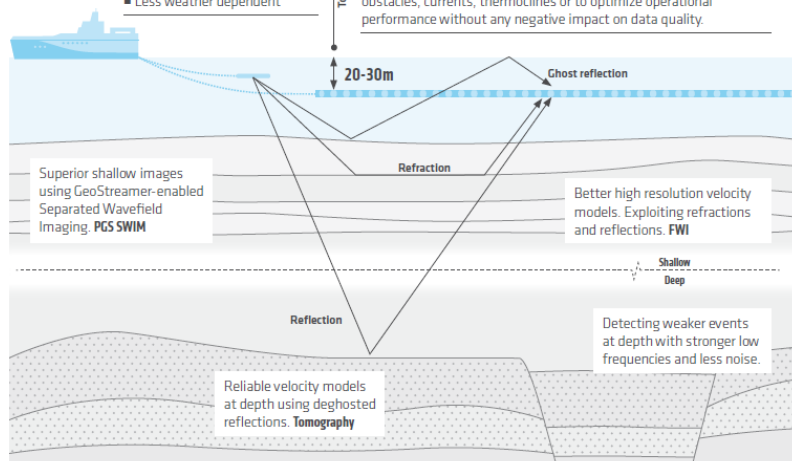 ■ Less weather dependent
obstacles, currents, thermoclines or to optimize operational
performance without any negative impact on data quality.
20-30m
Ghost reflection
Refraction
Superior shallow images
using GeoStreamer-enabled
Separated Wavefield
Imaging. PGS SWIM
Better high resolution velocity
models. Exploiting refractions
and reflections. FWI
Shallow
Deep
Reflection
Detecting weaker events
at depth with stronger low
frequencies and less noise.
Reliable velocity models
at depth using deghosted
reflections. Tomography